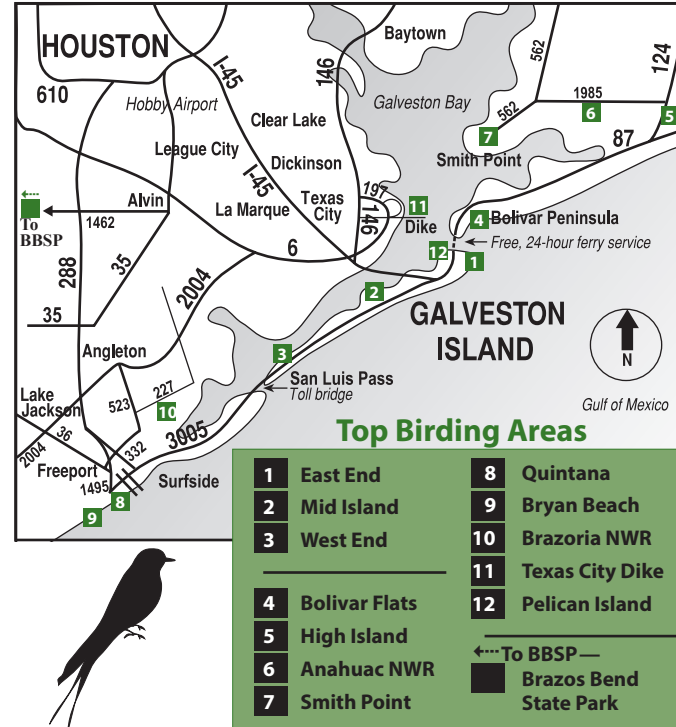 HOUSTON
Baytown
I-45
146
562
124
610
Hobby Airport
Galveston Bay
1985
6
5
562
7
87
Clear Lake
Smith Point
League City
Dickinson
I-45
Alvin
Texas
City
197
11
La Marque
146
Dike
4
Bolivar Peninsula
To
BBSP
1462
12
Free, 24-hour ferry service
1
288
35
6
2004
2
35
GALVESTON
ISLAND
N
Angleton
3
San Luis Pass
Toll bridge
Gulf of Mexico
Lake
Jackson
227
523
10
36
2004
332
3005
Freeport
1495
Surfside
8
9
Top Birding Areas
1 East End
2 Mid Island
3 West End
4 Bolivar Flats
5 High Island
6 Anahuac NWR
7 Smith Point
8 Quintana
9 Bryan Beach
10 Brazoria NWR
11 Texas City Dike
12 Pelican Island
To BBSP—
Brazos Bend
State Park